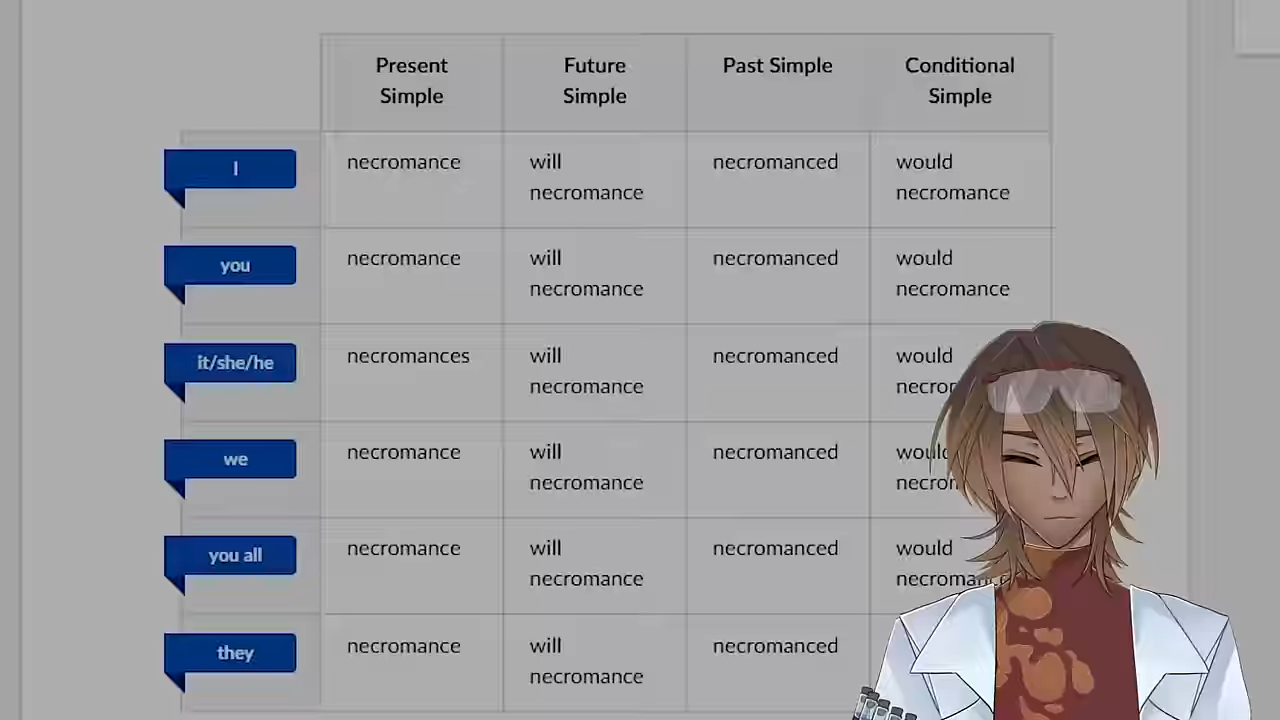 Present Simple
Future Simple
Past Simple
Conditional Simple
I
necromance
will necromance
necromanced
would necromance
you
necromance
will necromance
necromanced
would necromance
it/she/he
necromances
will necromance
necromanced
would
we
necromance
will necromance
necromanced
you all
necromance
will necromance
necromanced
would
they
necromance
will necromance
necromanced